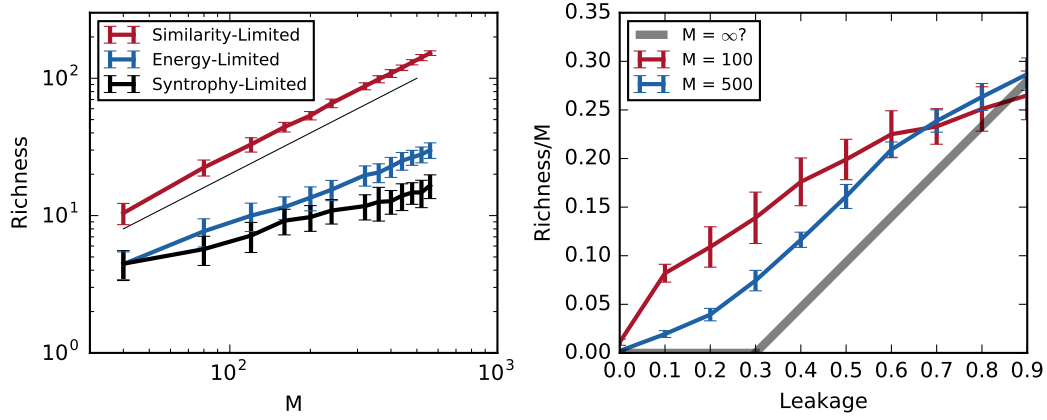 Similarity-Limited
Energy-Limited
Syntrophy-Limited
Richness
10^2
10^1
10^0
10^2
10^3
M
M = ∞?
M = 100
M = 500
Richness/M
0.35
0.30
0.25
0.20
0.15
0.10
0.05
0.00
0.0 0.1 0.2 0.3 0.4 0.5 0.6 0.7 0.8 0.9
Leakage